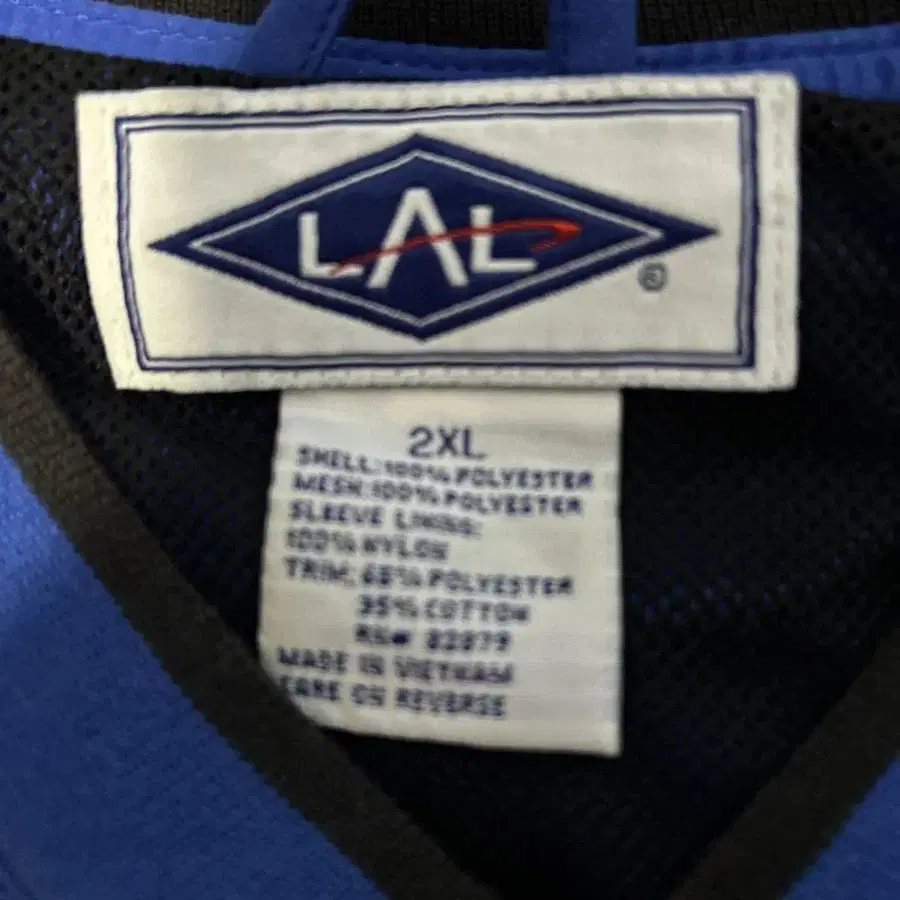 LAL
®
2XL
SHELL: 100% POLYESTER
MESH: 100% POLYESTER
SLEEVE LINING:
100% NYLON
TRIM: 65% POLYESTER
35% COTTON
RN#
MADE IN VIETNAM
CARE ON REVERSE